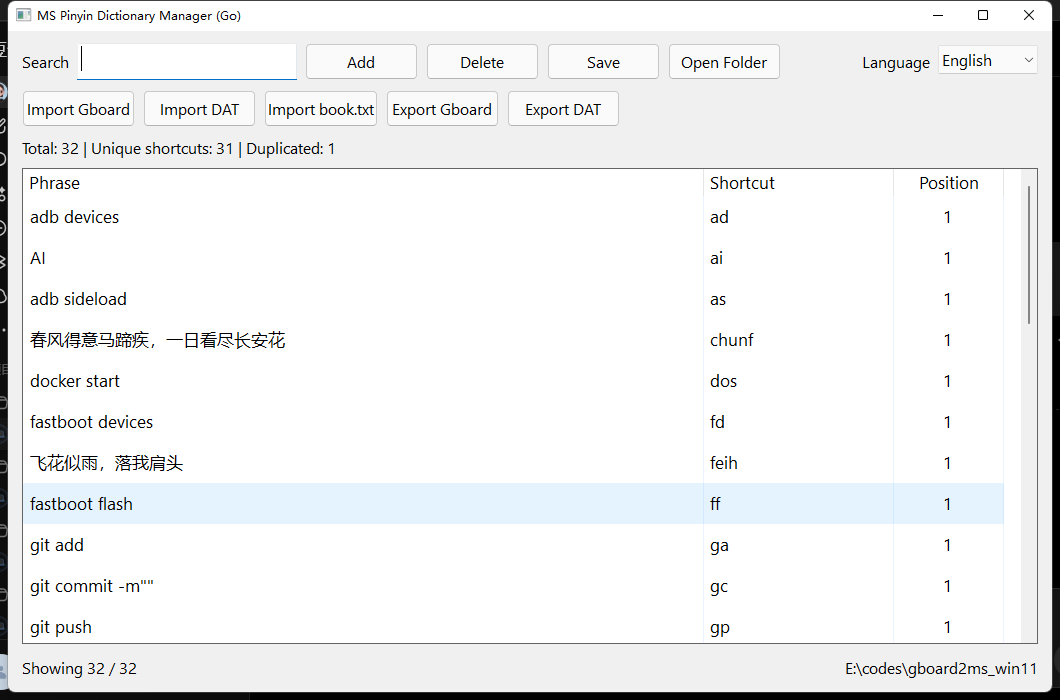 MS Pinyin Dictionary Manager (Go)
Search Add Delete Save Open Folder Language English
Import Gboard Import DAT Import book.txt Export Gboard Export DAT
Total: 32 | Unique shortcuts: 31 | Duplicated: 1
Phrase Shortcut Position
adb devices ad 1
AI ai 1
adb sideload as 1
春风得意马蹄疾，一日看尽长安花 chunf 1
docker start dos 1
fastboot devices fd 1
飞花似雨，落我肩头 feih 1
fastboot flash ff 1
git add ga 1
git commit -m"" gc 1
git push gp 1
Showing 32 / 32 E:\codes\gboard2ms_win11